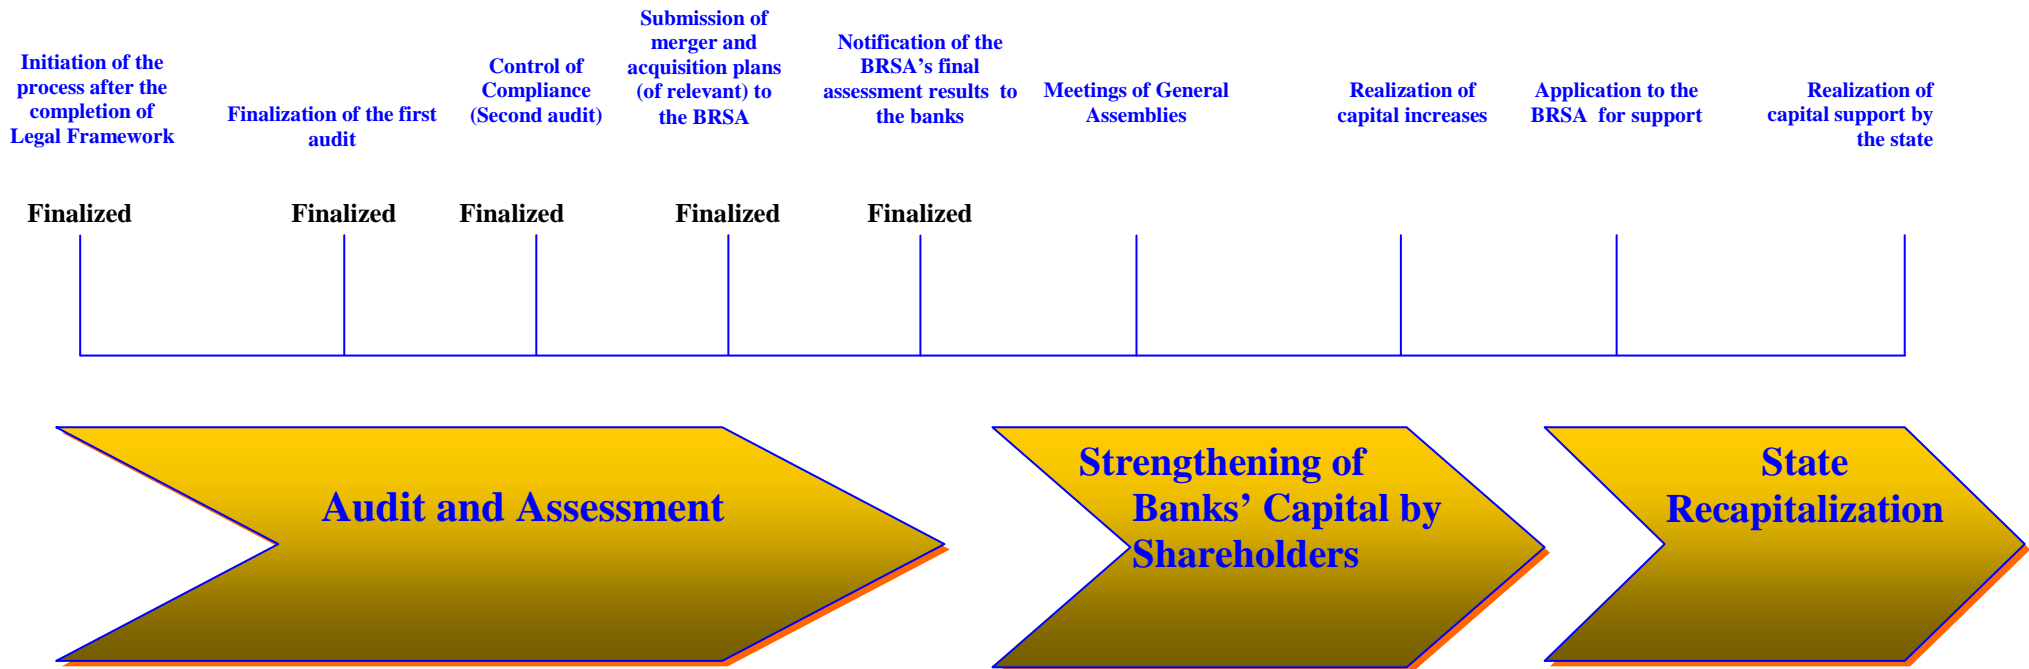 Initiation of the
process after the
completion of
Legal Framework
Finalization of the first
audit
Control of
Compliance
(Second audit)
Submission of
merger and
acquisition plans
(of relevant) to
the BRSA
Notification of the
BRSA’s final
assessment results to
the banks
Meetings of General
Assemblies
Realization of
capital increases
Application to the
BRSA for support
Realization of
capital support by
the state
Finalized
Finalized
Finalized
Finalized
Finalized
Audit and Assessment
Strengthening of
Banks’ Capital by
Shareholders
State
Recapitalization